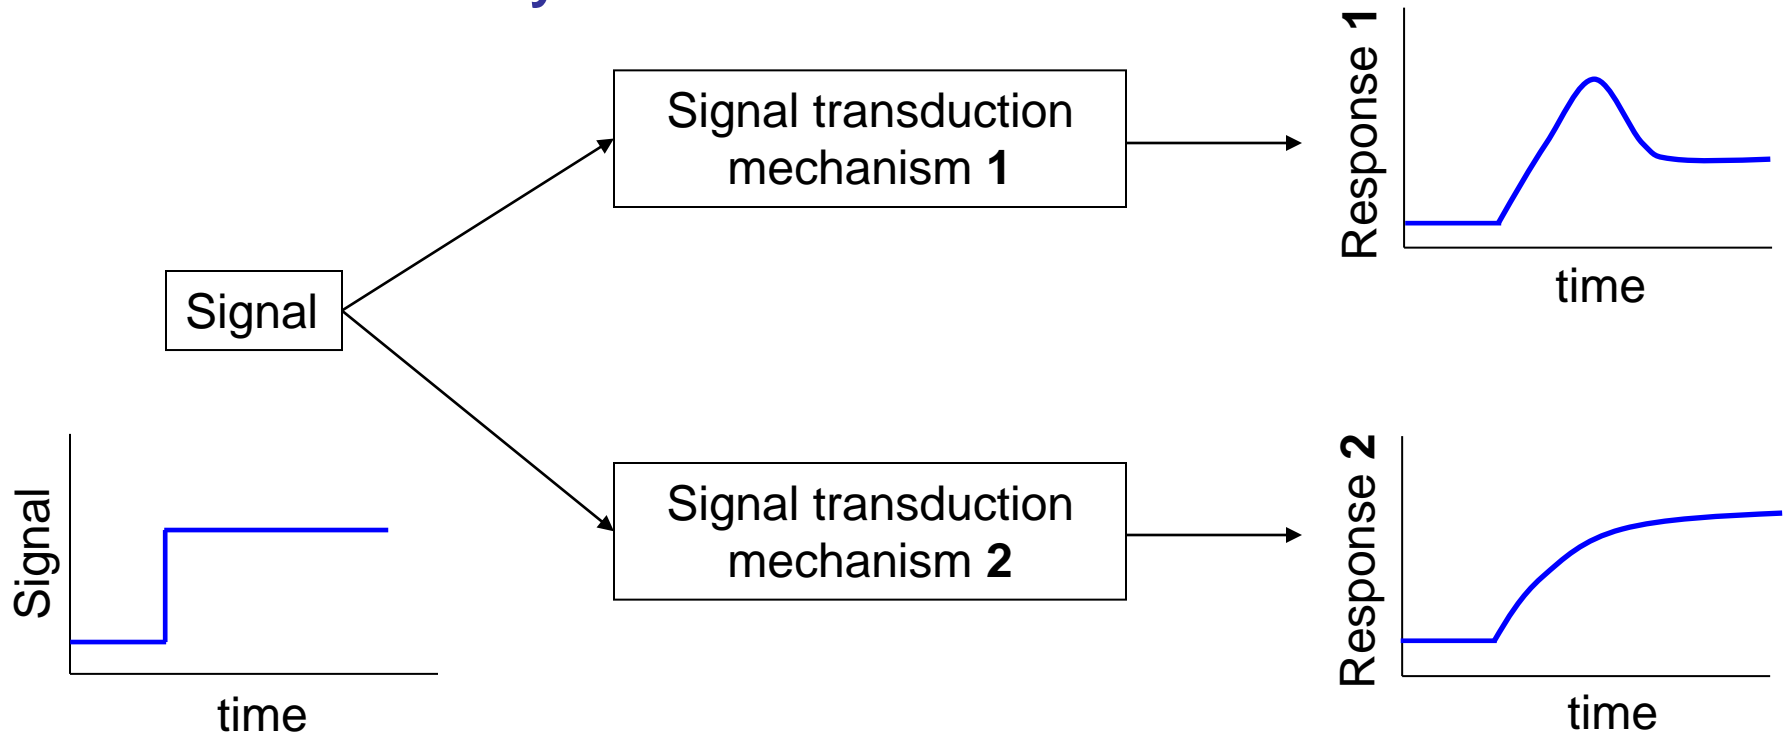 Signal transduction
mechanism 1
Response 1
time
Signal
Signal
time
Signal transduction
mechanism 2
Response 2
time